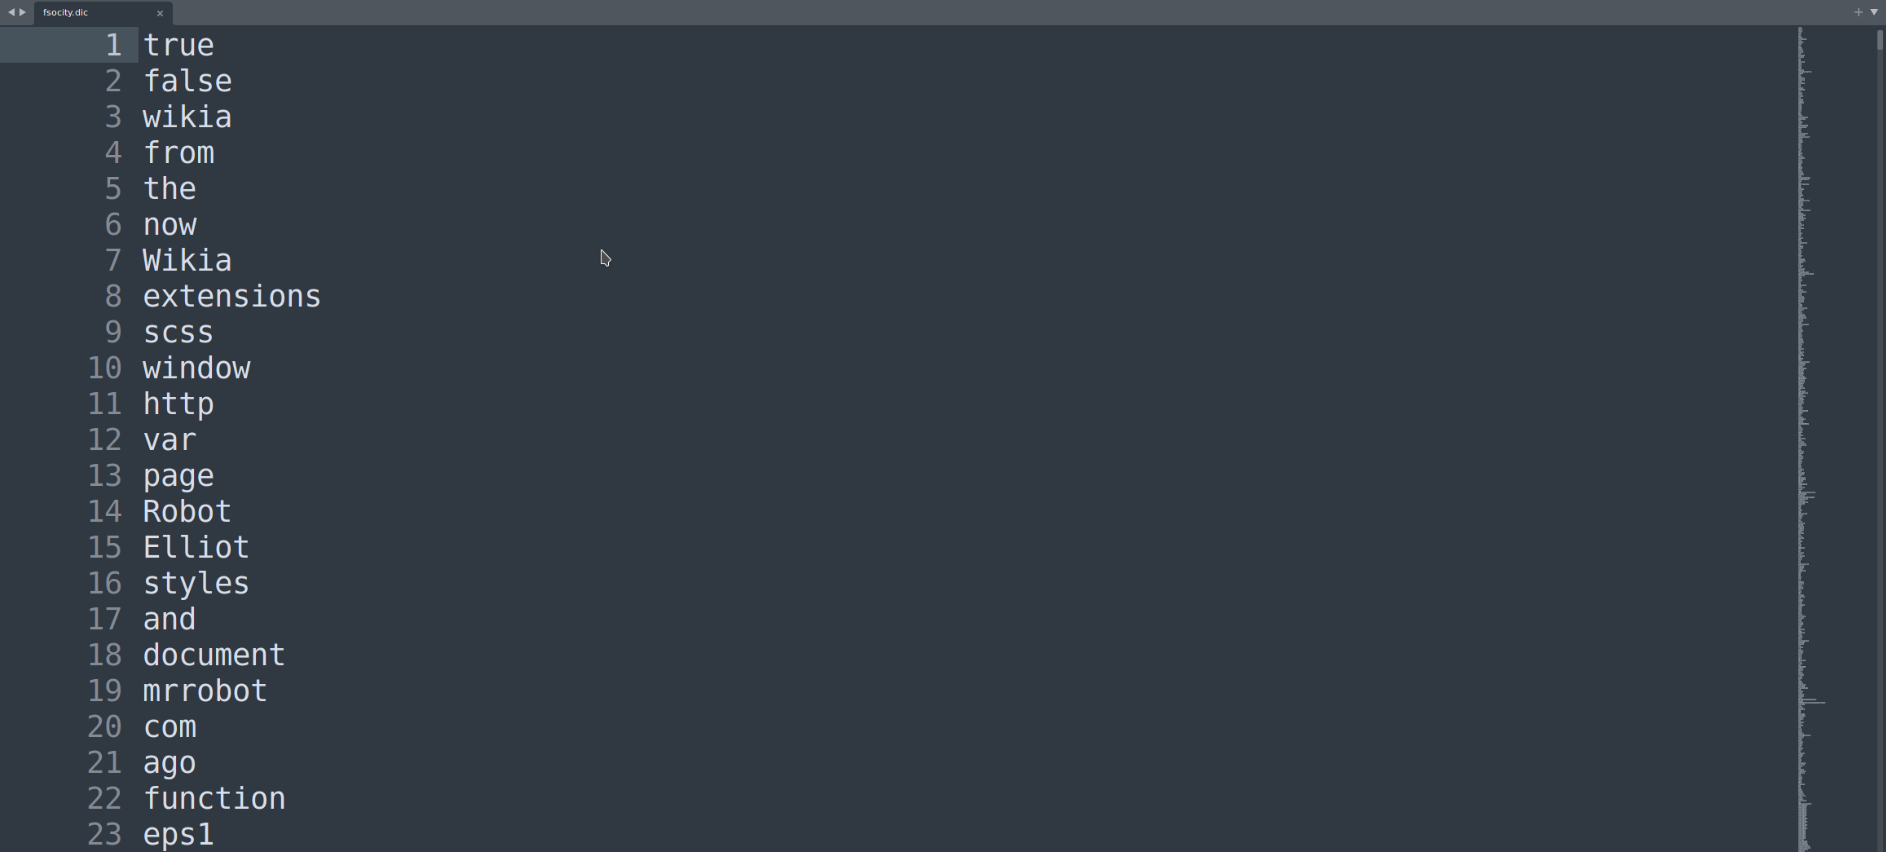 fsocity.dic
1 true
2 false
3 wikia
4 from
5 the
6 now
7 Wikia
8 extensions
9 scss
10 window
11 http
12 var
13 page
14 Robot
15 Elliot
16 styles
17 and
18 document
19 mrrobot
20 com
21 ago
22 function
23 eps1